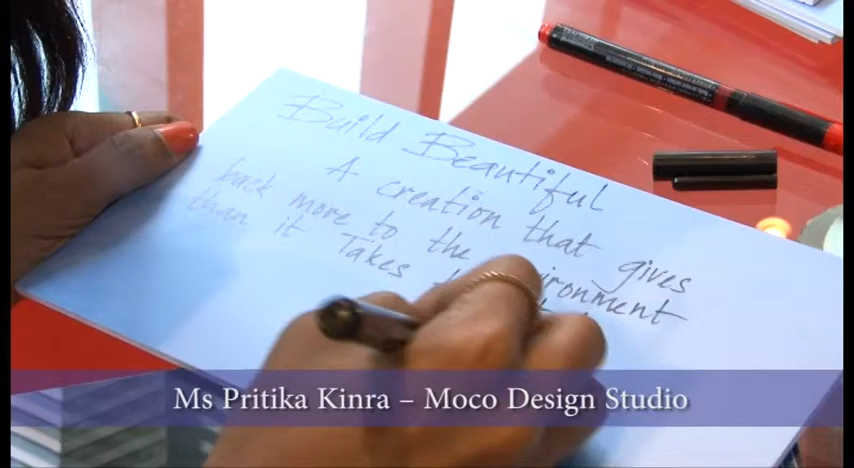 Build Beautiful
A creation that gives
back more to the environment
than it Takes
Ms Pritika Kinra – Moco Design Studio